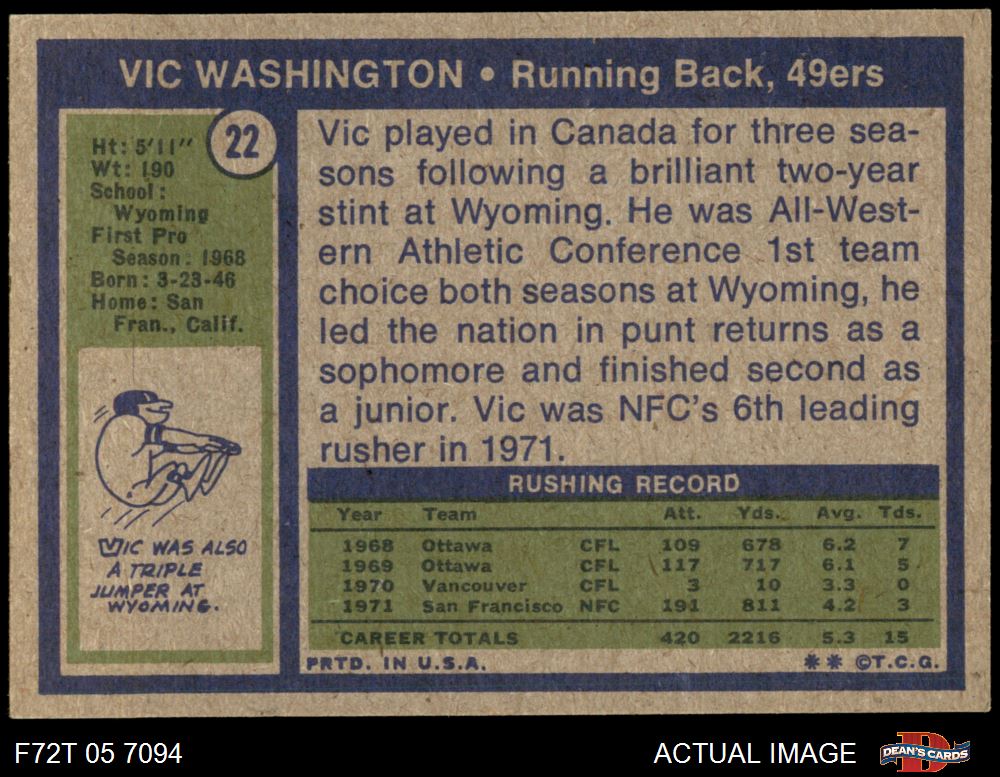 VIC WASHINGTON • Running Back, 49ers
22
Ht: 5'11"
Wt: 190
School:
Wyoming
First Pro
Season: 1968
Born: 3-23-46
Home: San
Fran., Calif.
VIC WAS ALSO
A TRIPLE
JUMPER AT
WYOMING.
Vic played in Canada for three sea-
sons following a brilliant two-year
stint at Wyoming. He was All-West-
ern Athletic Conference 1st team
choice both seasons at Wyoming, he
led the nation in punt returns as a
sophomore and finished second as
a junior. Vic was NFC's 6th leading
rusher in 1971.
RUSHING RECORD
Year Team Att. Yds. Avg. Tds.
1968 Ottawa CFL 109 678 6.2 7
1969 Ottawa CFL 117 717 6.1 5
1970 Vancouver CFL 3 10 3.3 0
1971 San Francisco NFC 191 811 4.2 3
CAREER TOTALS 420 2216 5.3 15
PRTD. IN U.S.A. ** ©T.C.G.
F72T 05 7094 ACTUAL IMAGE DEAN'S CARDS